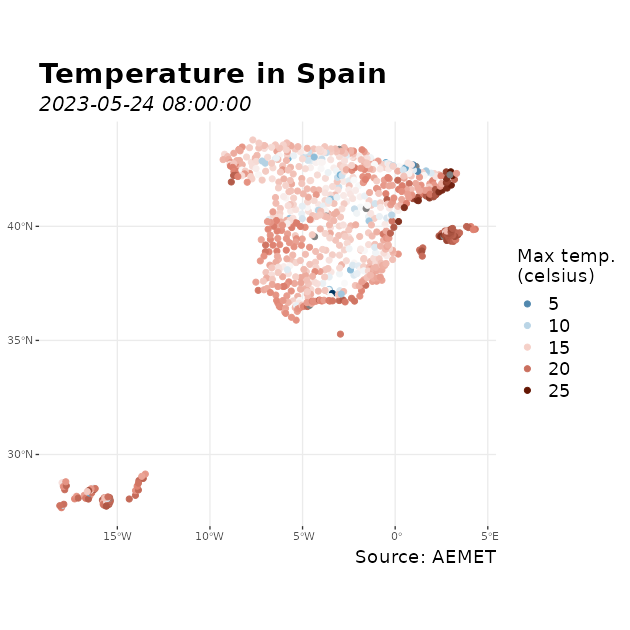 Temperature in Spain
2023-05-24 08:00:00
40°N
35°N
30°N
15°W
10°W
5°W
0°
5°E
Max temp.
(celsius)
5
10
15
20
25
Source: AEMET